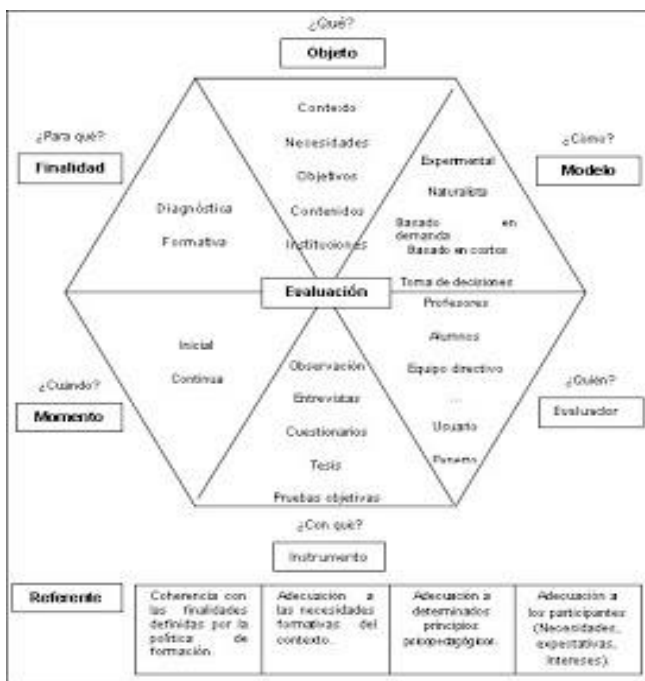 ¿Qué?
Objeto
¿Para qué?
Finalidad
¿Cómo?
Modelo
Contexto
Necesidades
Objetivos
Contenidos
Instituciones
Diagnóstica
Formativa
Experimental
Naturalista
Basado en
demanda
Basado en costos
Toma de decisiones
Evaluación
Inicial
Continua
Observación
Entrevistas
Cuestionarios
Tesis
Pruebas objetivas
Profesores
Alumnos
Equipo directivo
...
Usuario
¿Cuándo?
Momento
¿Quién?
Evaluador
¿Con qué?
Instrumento
Referente
Coherencia con
las finalidades
definidas por la
política de
formación.
Adecuación a
las necesidades
formativas del
contexto.
Adecuación a
determinados
principios
psicopedagógicos.
Adecuación a
los participantes
(Necesidades,
expectativas,
intereses).